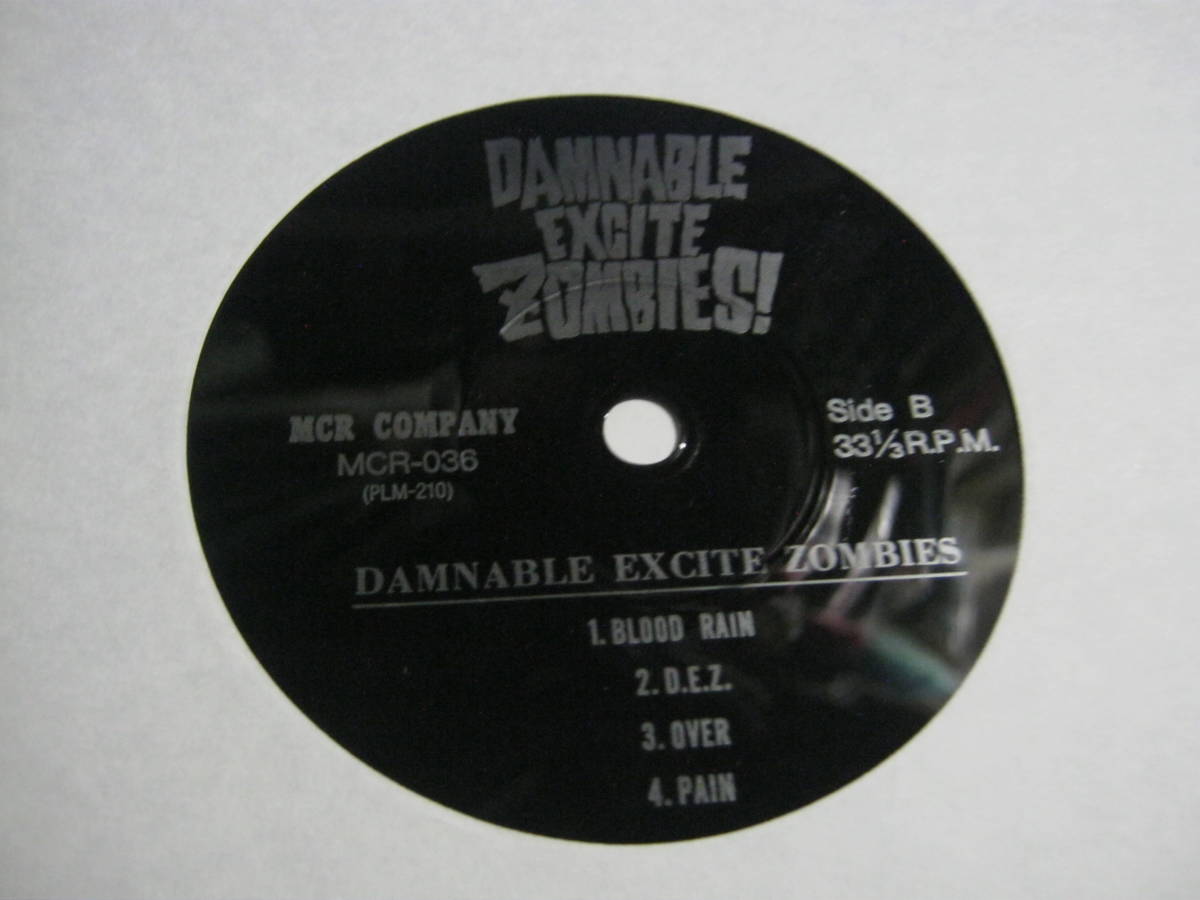 DAMNABLE
EXCITE
ZOMBIES!
MCR COMPANY
MCR-036
(PLM-210)
Side B
33⅓ R.P.M.
DAMNABLE EXCITE ZOMBIES
1. BLOOD RAIN
2. D.E.Z.
3. OVER
4. PAIN